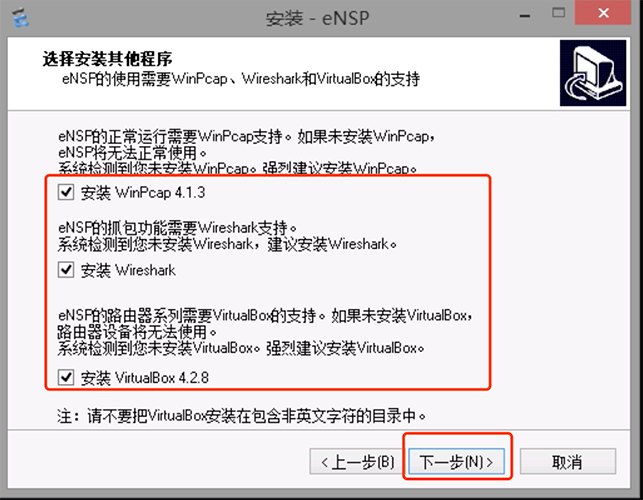 安装 - eNSP
选择安装其他程序
eNSP的使用需要WinPcap、Wireshark和VirtualBox的支持
eNSP的正常运行需要WinPcap支持。如果未安装WinPcap，
eNSP将无法正常使用。
系统检测到您未安装WinPcap。强烈建议安装WinPcap。
安装 WinPcap 4.1.3
eNSP的抓包功能需要Wireshark支持。
系统检测到您未安装Wireshark，建议安装Wireshark。
安装 Wireshark
eNSP的路由器系列需要VirtualBox的支持。如果未安装VirtualBox，
路由器设备将无法使用。
系统检测到您未安装VirtualBox。强烈建议安装VirtualBox。
安装 VirtualBox 4.2.8
注：请不要把VirtualBox安装在包含非英文字符的目录中。
<上一步(B) 下一步(N)> 取消